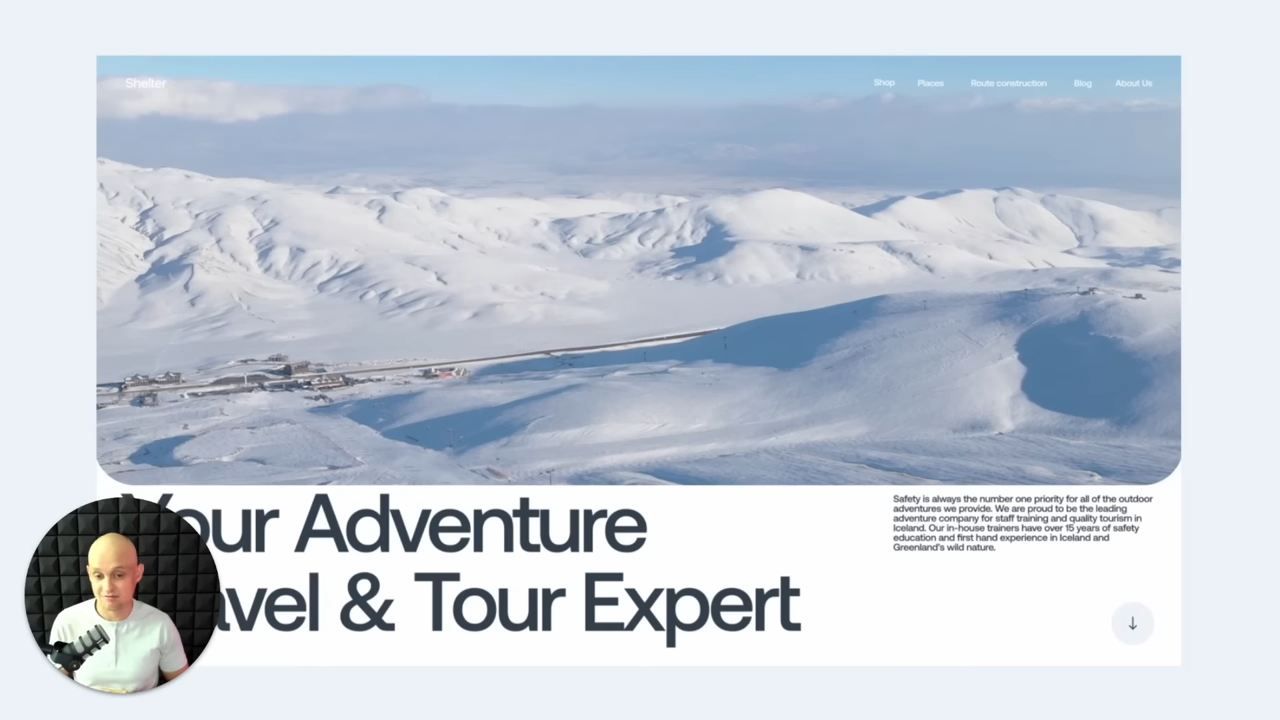 Shelter
Shop Places Route construction Blog About Us
Your Adventure
avel & Tour Expert
Safety is always the number one priority for all of the outdoor
adventures we provide. We are proud to be the leading
adventure company for staff training and quality tourism in
Iceland. Our in-house trainers have over 15 years of safety
education and first hand experience in Iceland and
Greenland's wild nature.